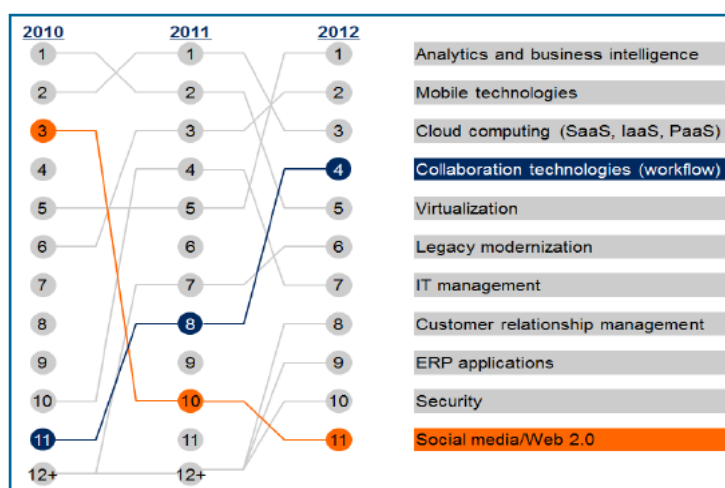 2010 2011 2012
1 1 1 Analytics and business intelligence
2 2 2 Mobile technologies
3 3 3 Cloud computing (SaaS, IaaS, PaaS)
4 4 4 Collaboration technologies (workflow)
5 5 5 Virtualization
6 6 6 Legacy modernization
7 7 7 IT management
8 8 8 Customer relationship management
9 9 9 ERP applications
10 10 10 Security
11 11 11 Social media/Web 2.0
12+ 12+